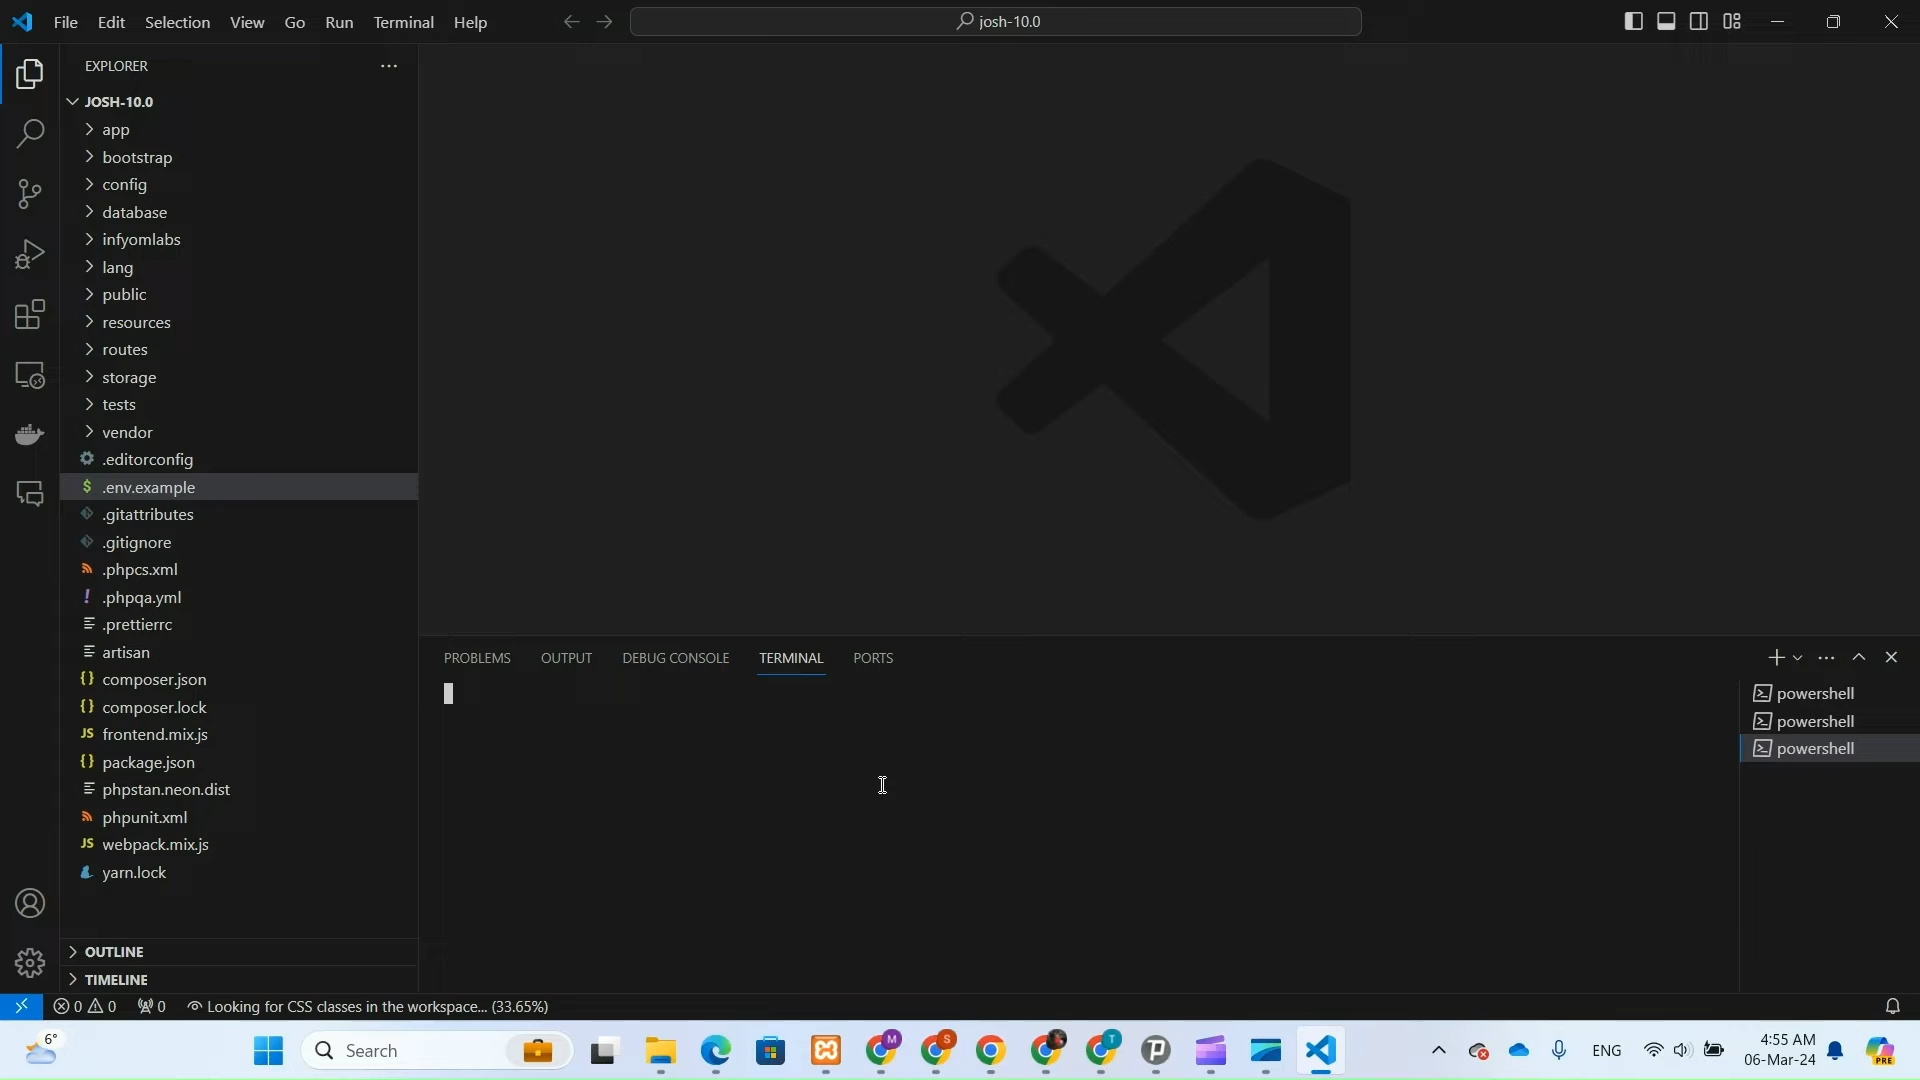 File Edit Selection View Go Run Terminal Help
josh-10.0
EXPLORER
JOSH-10.0
app
bootstrap
config
database
infyomlabs
lang
public
resources
routes
storage
tests
vendor
.editorconfig
$ .env.example
.gitattributes
.gitignore
.phpcs.xml
! .phpqa.yml
.prettierrc
artisan
{} composer.json
{} composer.lock
JS frontend.mix.js
{} package.json
phpstan.neon.dist
phpunit.xml
JS webpack.mix.js
yarn.lock
OUTLINE
TIMELINE
PROBLEMS OUTPUT DEBUG CONSOLE TERMINAL PORTS
powershell
powershell
powershell
0 0 0 Looking for CSS classes in the workspace... (33.65%)
6°
Search
M
S
T
ENG
4:55 AM
06-Mar-24
PRE